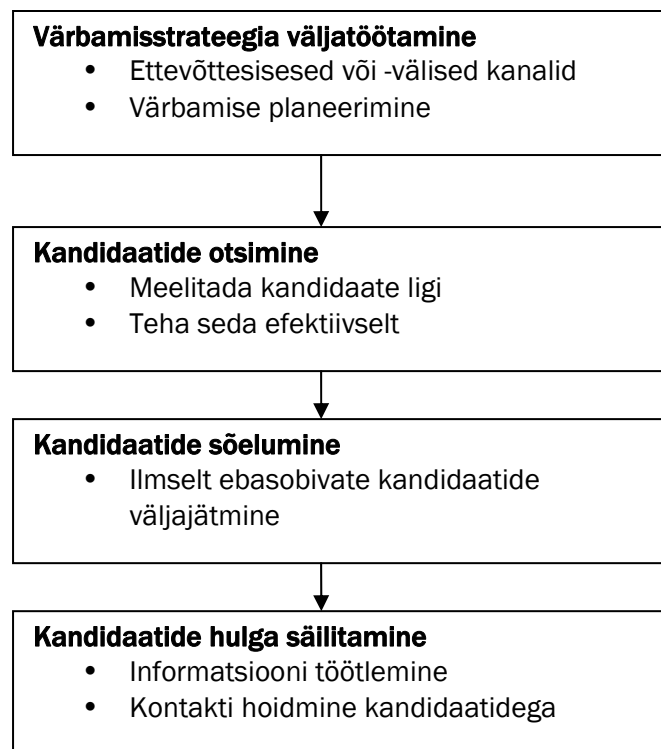 Värbamisstrateegia väljatöötamine
• Ettevõttesisesed või -välised kanalid
• Värbamise planeerimine
Kandidaatide otsimine
• Meelitada kandidaate ligi
• Teha seda efektiivselt
Kandidaatide sõelumine
• Ilmselt ebasobivate kandidaatide
väljajätmine
Kandidaatide hulga säilitamine
• Informatsiooni töötlemine
• Kontakti hoidmine kandidaatidega